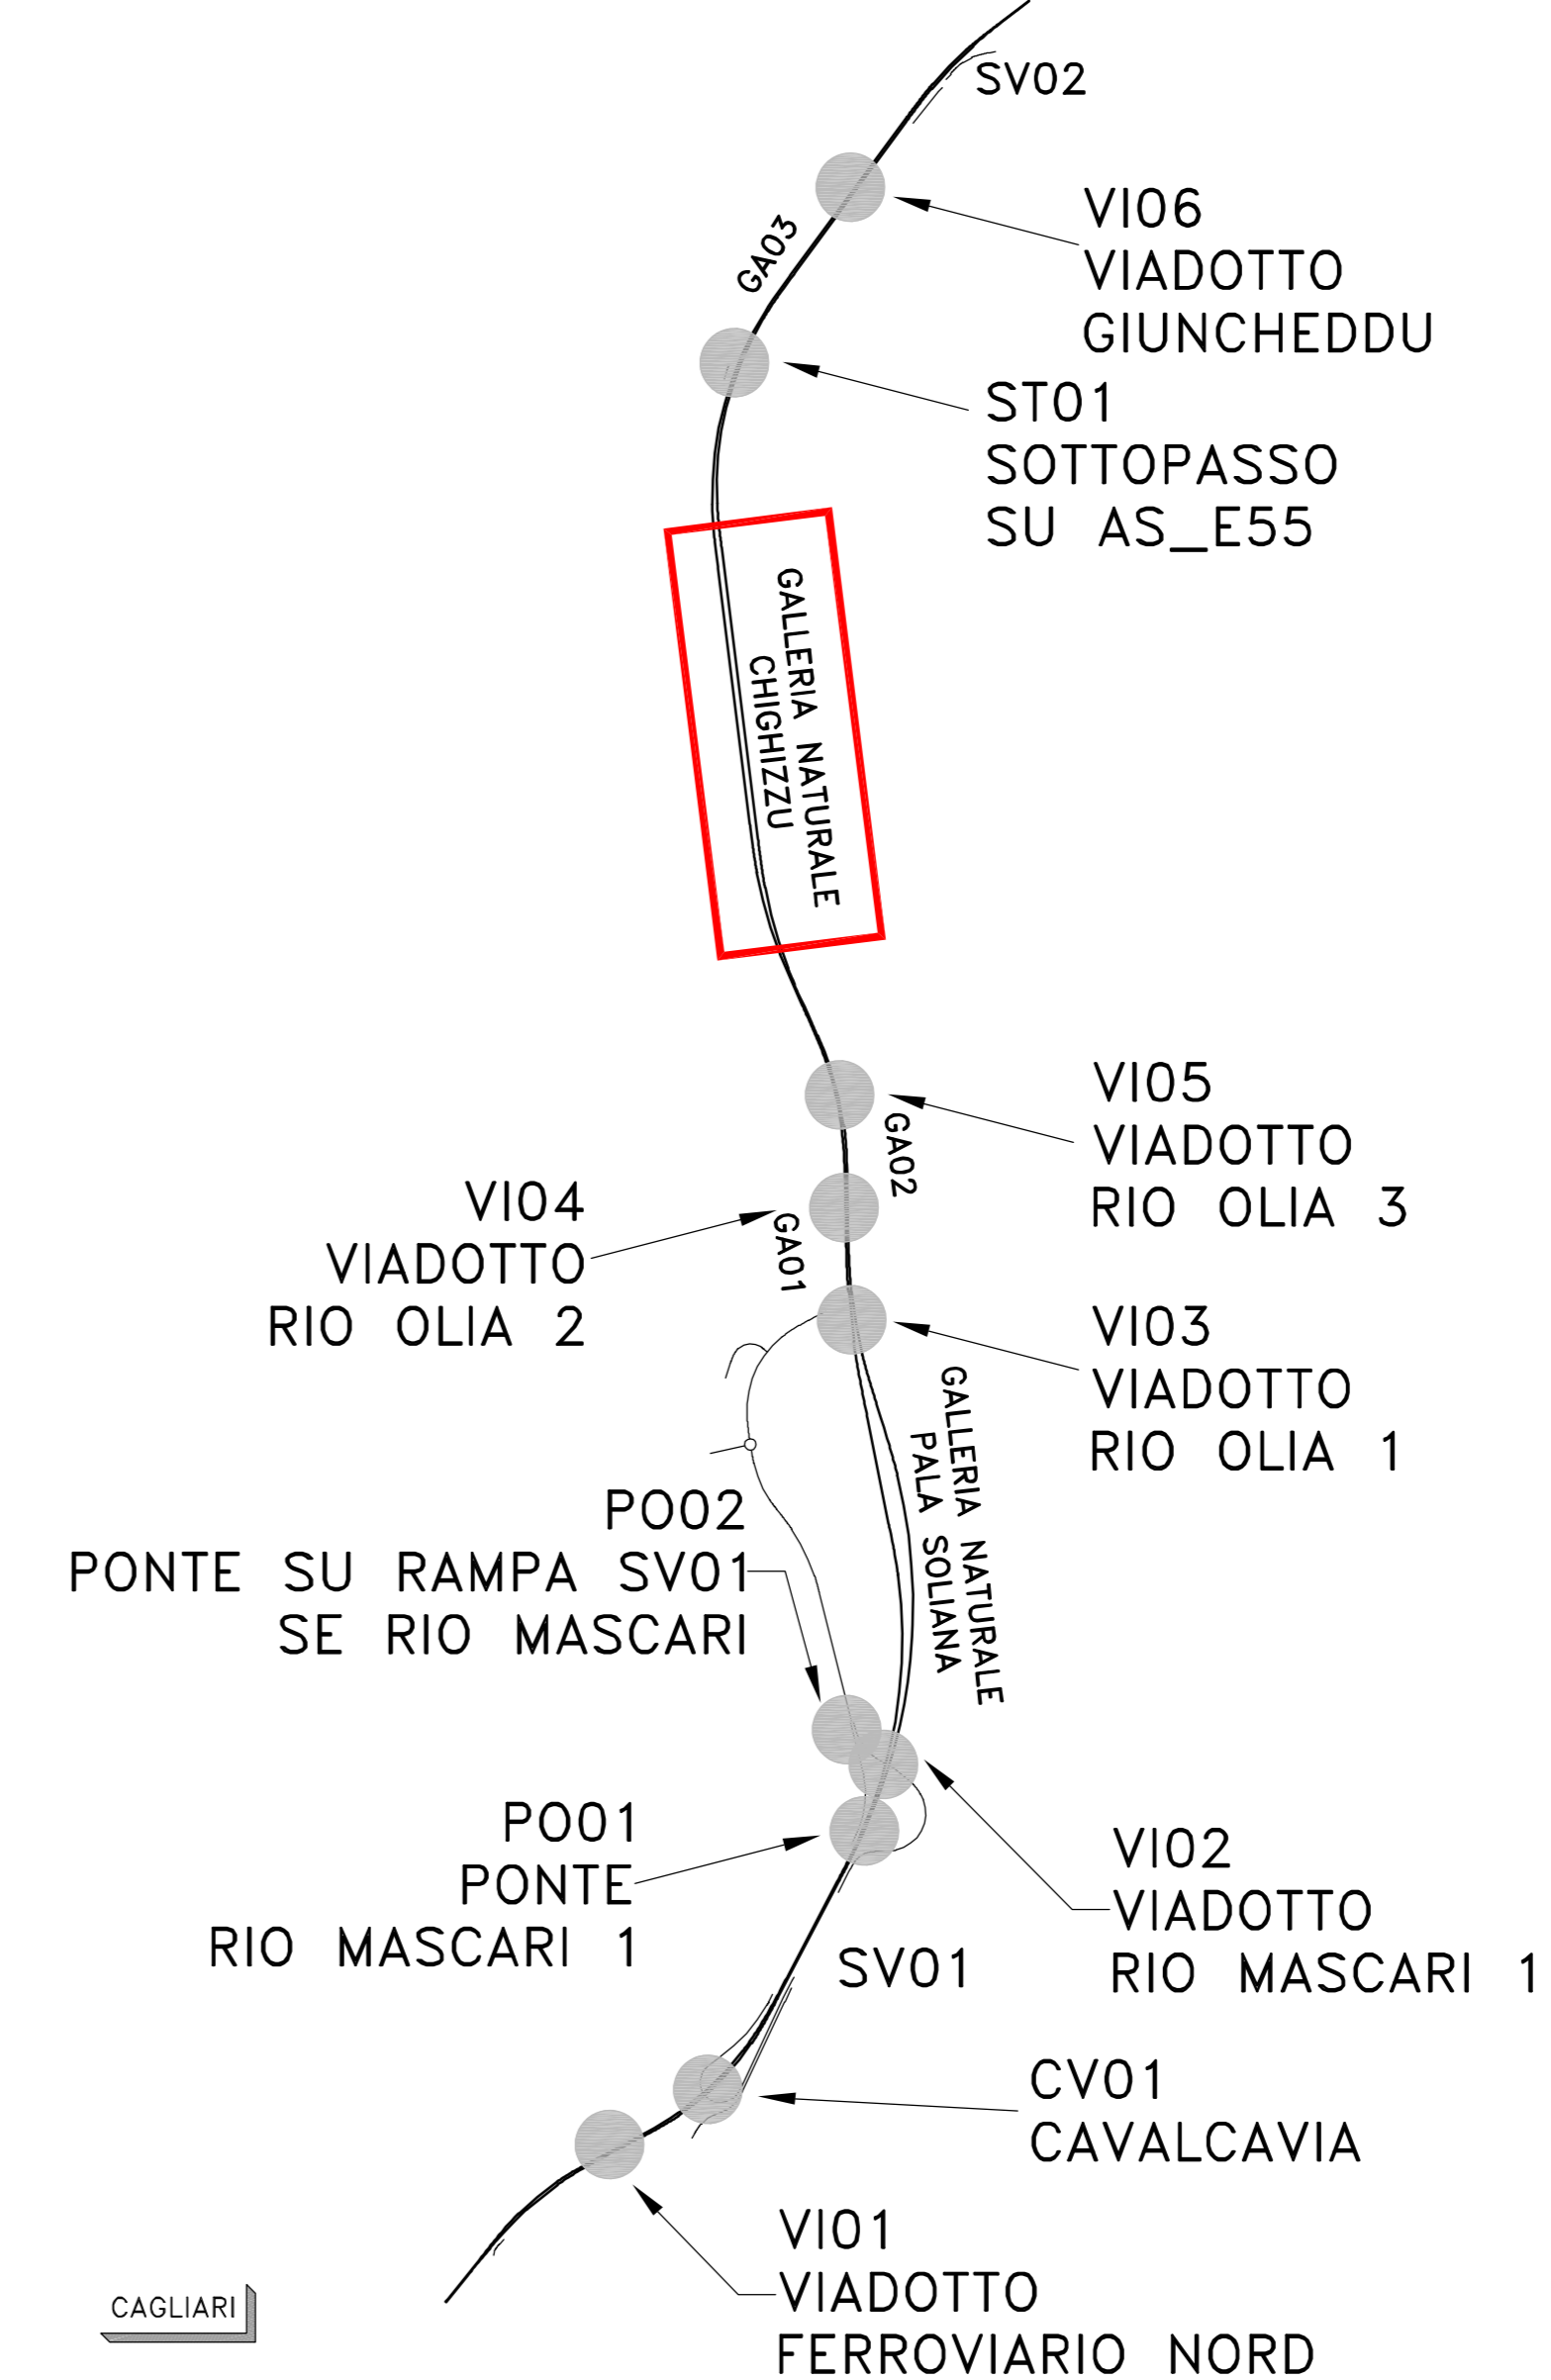 SV02
VI06
VIADOTTO
GIUNCHEDDU
GA03
ST01
SOTTOPASSO
SU AS_E55
GALLERIA NATURALE
CHIGHIZZU
VI05
VIADOTTO
RIO OLIA 3
GA02
VI04
VIADOTTO
RIO OLIA 2
GA01
VI03
VIADOTTO
RIO OLIA 1
GALLERIA NATURALE
PALA SOLIANA
PO02
PONTE SU RAMPA SV01
SE RIO MASCARI
PO01
PONTE
RIO MASCARI 1
VI02
VIADOTTO
RIO MASCARI 1
SV01
CV01
CAVALCAVIA
VI01
VIADOTTO
FERROVIARIO NORD
CAGLIARI